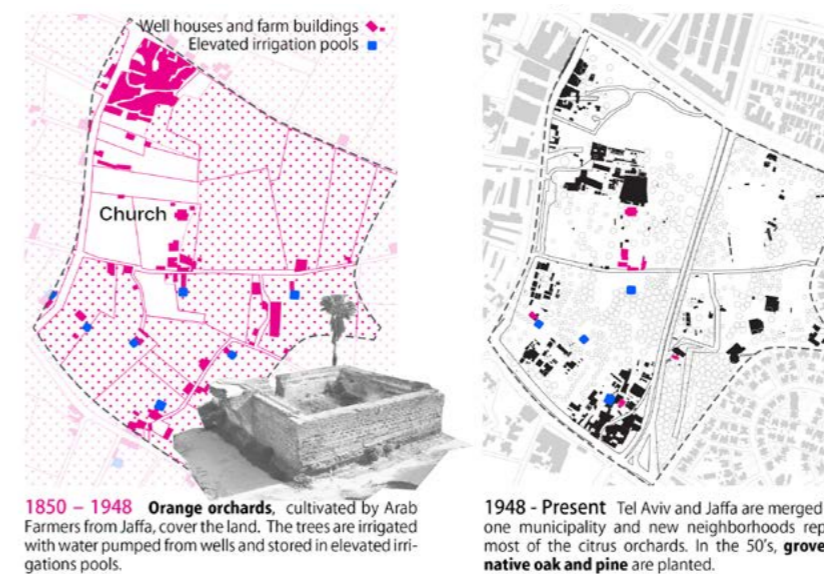 Well houses and farm buildings
Elevated irrigation pools
Church
1850 – 1948 Orange orchards, cultivated by Arab
Farmers from Jaffa, cover the land. The trees are irrigated
with water pumped from wells and stored in elevated irri-
gations pools.
1948 - Present Tel Aviv and Jaffa are merged
one municipality and new neighborhoods rep
most of the citrus orchards. In the 50's, grove
native oak and pine are planted.